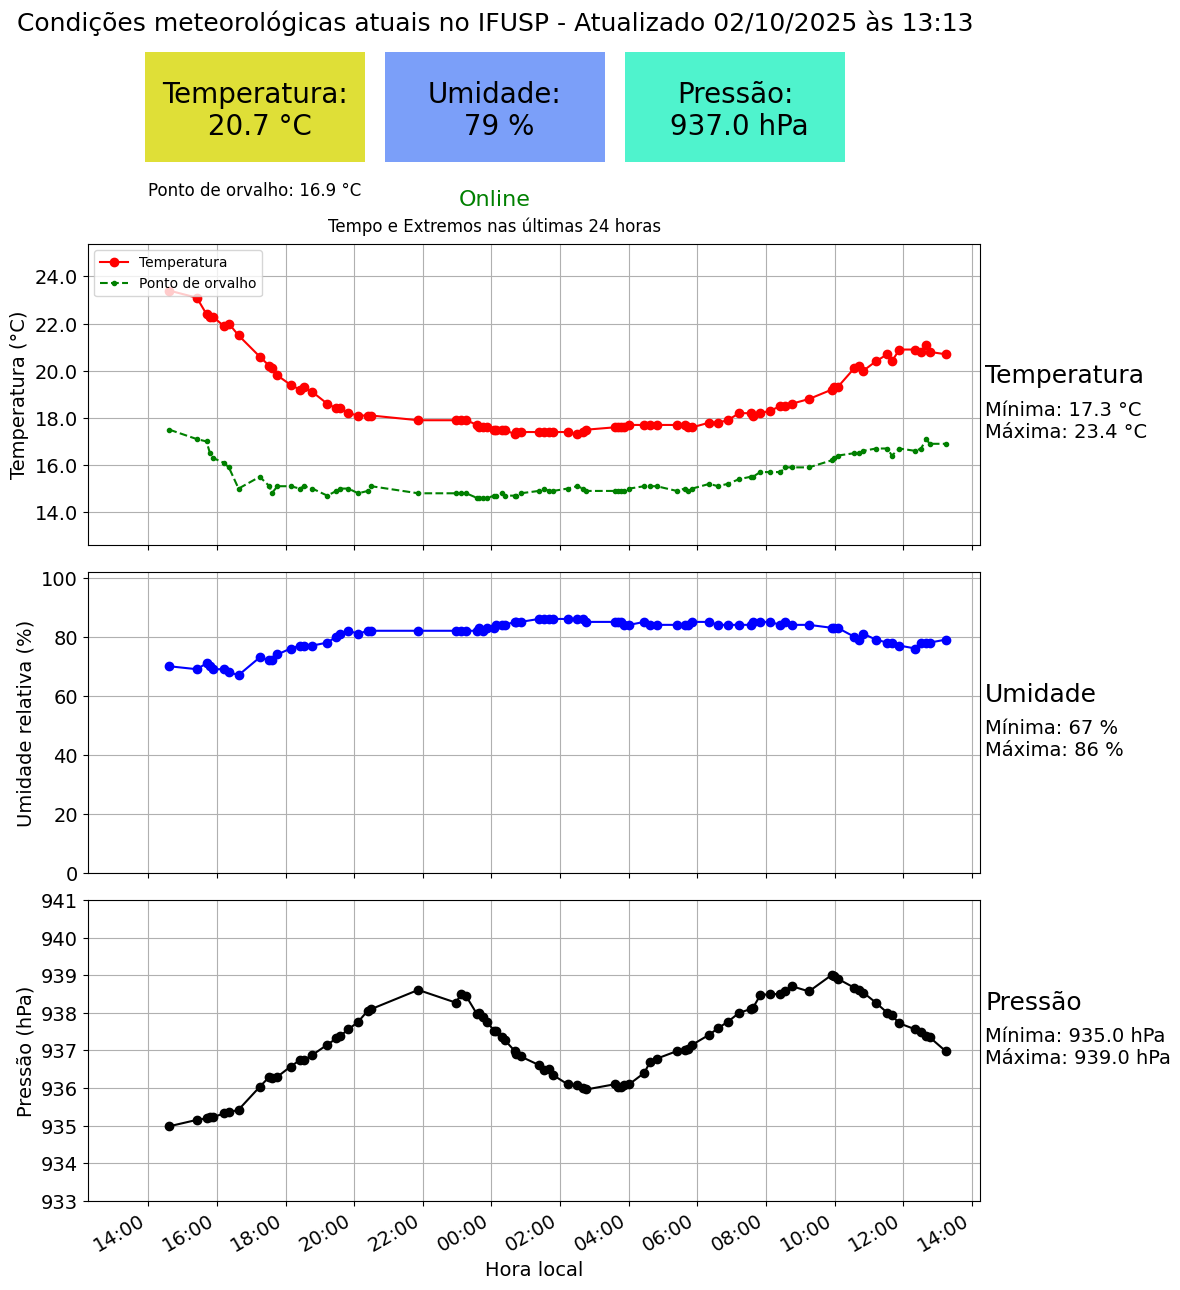 Condições meteorológicas atuais no IFUSP - Atualizado 02/10/2025 às 13:13
Temperatura:
20.7 °C
Umidade:
79 %
Pressão:
937.0 hPa
Ponto de orvalho: 16.9 °C
Online
Tempo e Extremos nas últimas 24 horas
Temperatura
Ponto de orvalho
Temperatura (°C)
24.0
22.0
20.0
18.0
16.0
14.0
Temperatura
Mínima: 17.3 °C
Máxima: 23.4 °C
Umidade relativa (%)
100
80
60
40
20
0
Umidade
Mínima: 67 %
Máxima: 86 %
Pressão (hPa)
941
940
939
938
937
936
935
934
933
Pressão
Mínima: 935.0 hPa
Máxima: 939.0 hPa
14:00
16:00
18:00
20:00
22:00
00:00
02:00
04:00
06:00
08:00
10:00
12:00
14:00
Hora local